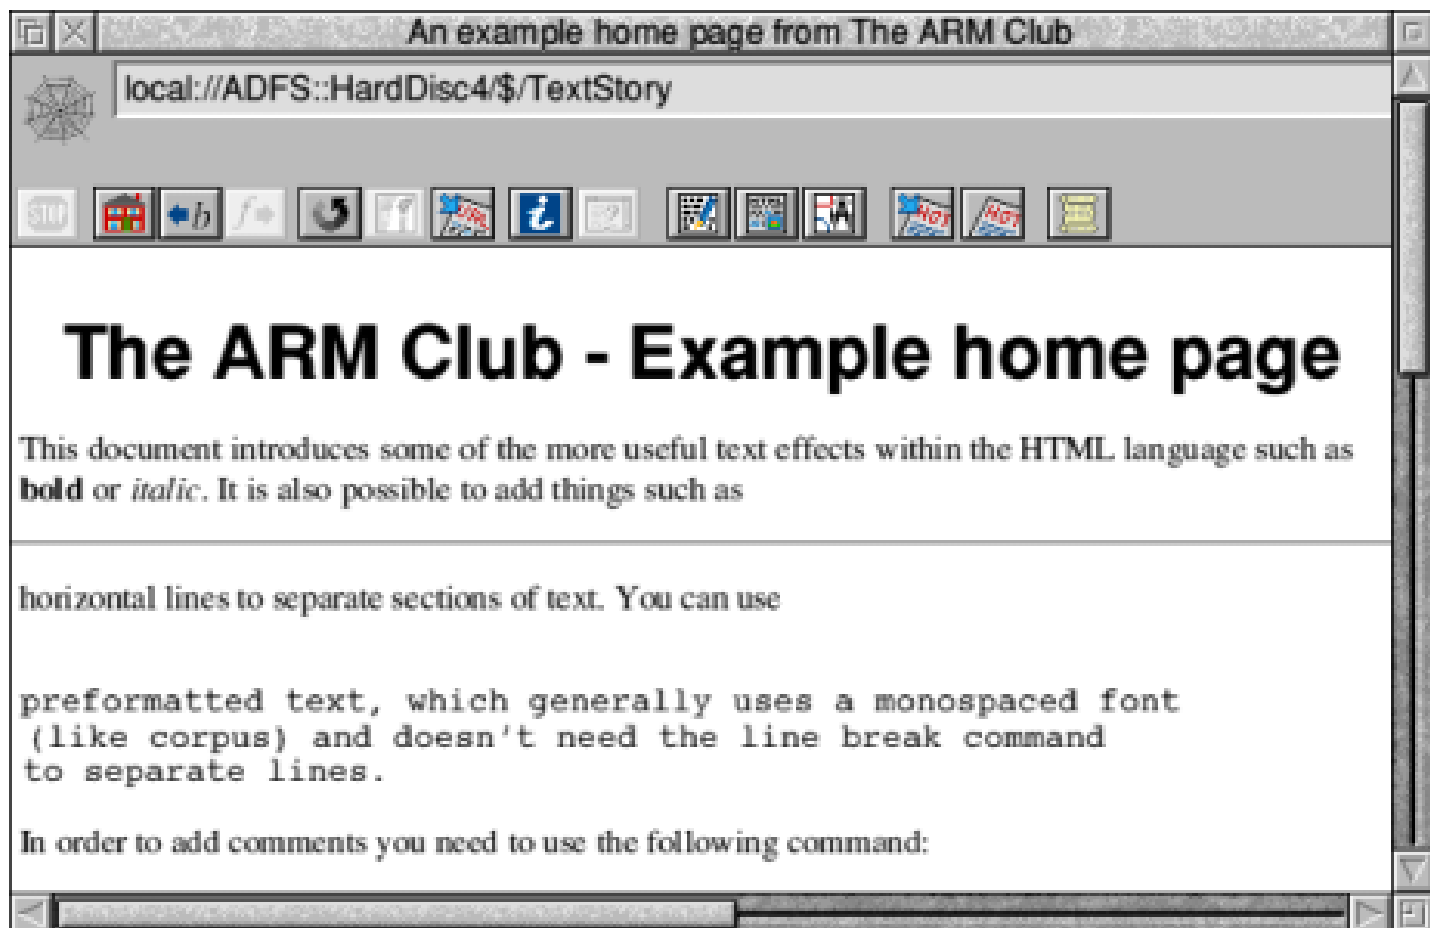 An example home page from The ARM Club
local://ADFS::HardDisc4/$/TextStory
STOP b f URL i ? A HOT HOT
The ARM Club - Example home page
This document introduces some of the more useful text effects within the HTML language such as
bold or italic. It is also possible to add things such as
horizontal lines to separate sections of text. You can use
preformatted text, which generally uses a monospaced font
(like corpus) and doesn't need the line break command
to separate lines.
In order to add comments you need to use the following command: